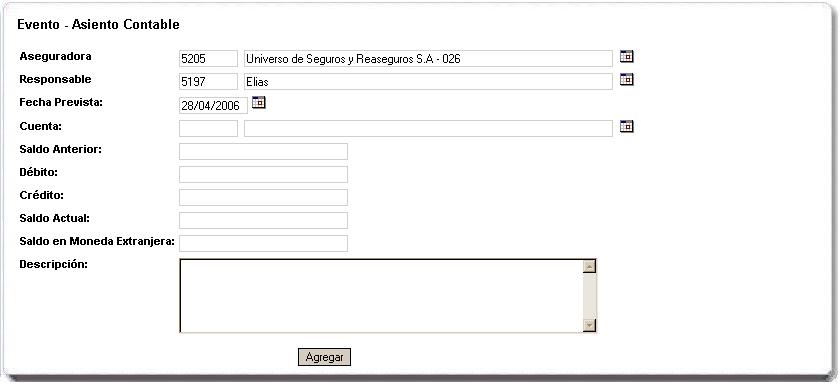 Evento - Asiento Contable
Aseguradora 5205 Universo de Seguros y Reaseguros S.A - 026
Responsable 5197 Elias
Fecha Prevista: 28/04/2006
Cuenta:
Saldo Anterior:
Débito:
Crédito:
Saldo Actual:
Saldo en Moneda Extranjera:
Descripción:
Agregar